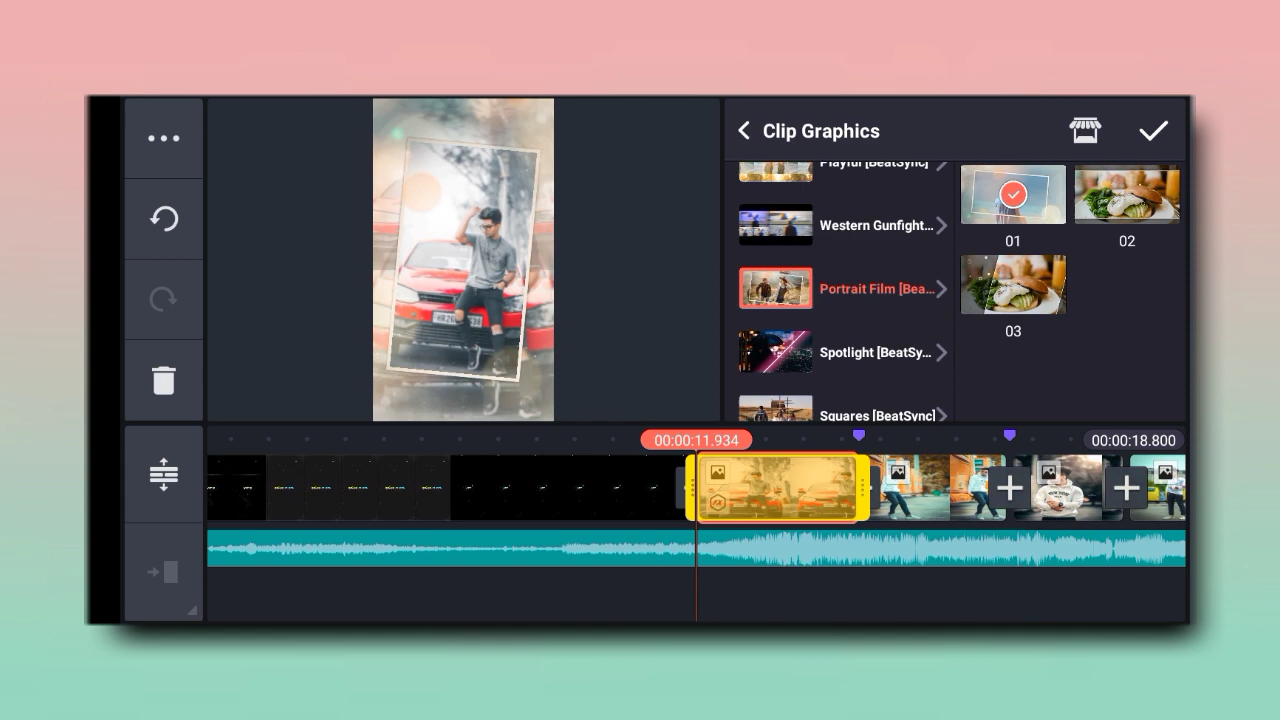 Clip Graphics
Playful [BeatSync]
Western Gunfight...
Portrait Film [Bea...
Spotlight [BeatSy...
Squares [BeatSync]
01
02
03
00:00:11.934
00:00:18.800